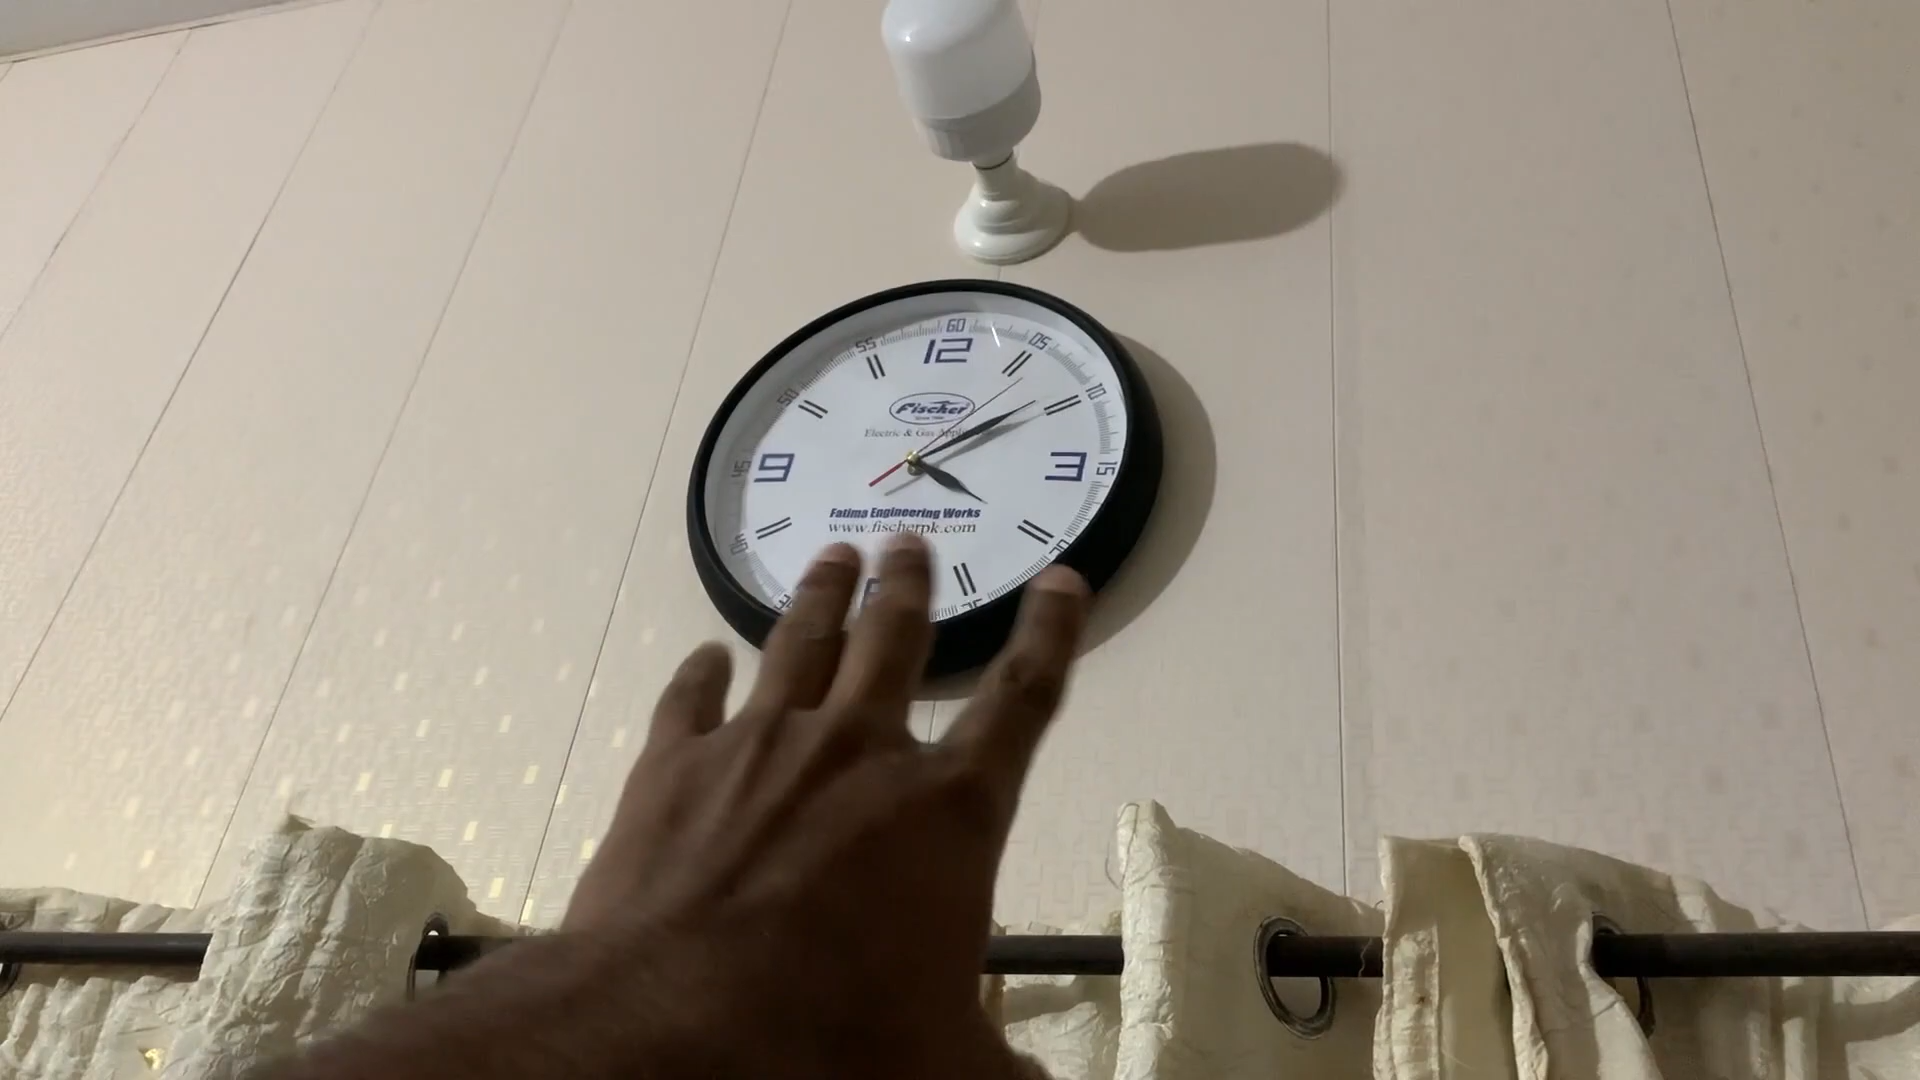 60
55 05
12
50 10
Fischer
Electric & Gas
45 9 3 15
Fatima Engineering Works
www.fischerpk.com
40